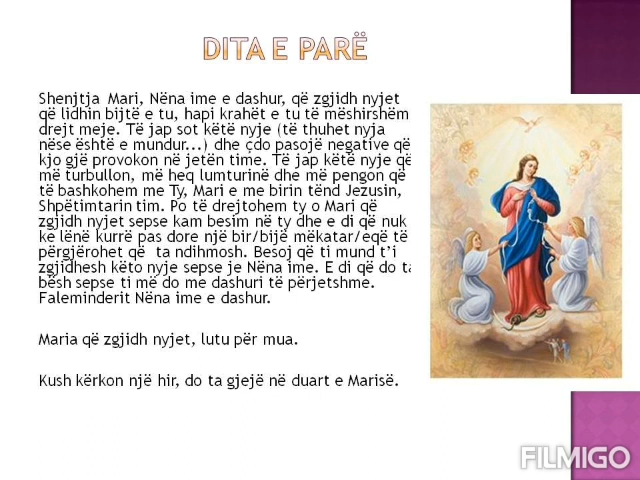 DITA E PARË
Shenjtja Mari, Nëna ime e dashur, që zgjidh nyjet
që lidhin bijtë e tu, hapi krahët e tu të mëshirshëm
drejt meje. Të jap sot këtë nyje (të thuhet nyja
nëse është e mundur...) dhe çdo pasojë negative që
kjo gjë provokon në jetën time. Të jap këtë nyje që
më turbullon, më heq lumturinë dhe më pengon që
të bashkohem me Ty, Mari e me birin tënd Jezusin,
Shpëtimtarin tim. Po të drejtohem ty o Mari që
zgjidh nyjet sepse kam besim në ty dhe e di që nuk
ke lënë kurrë pas dore një bir/bijë mëkatar/eqë të
përgjërohet që ta ndihmosh. Besoj që ti mund t'i
zgjidhesh këto nyje sepse je Nëna ime. E di që do ta
bësh sepse ti më do me dashuri të përjetshme.
Faleminderit Nëna ime e dashur.
Maria që zgjidh nyjet, lutu për mua.
Kush kërkon një hir, do ta gjejë në duart e Marisë.
FILMIGO